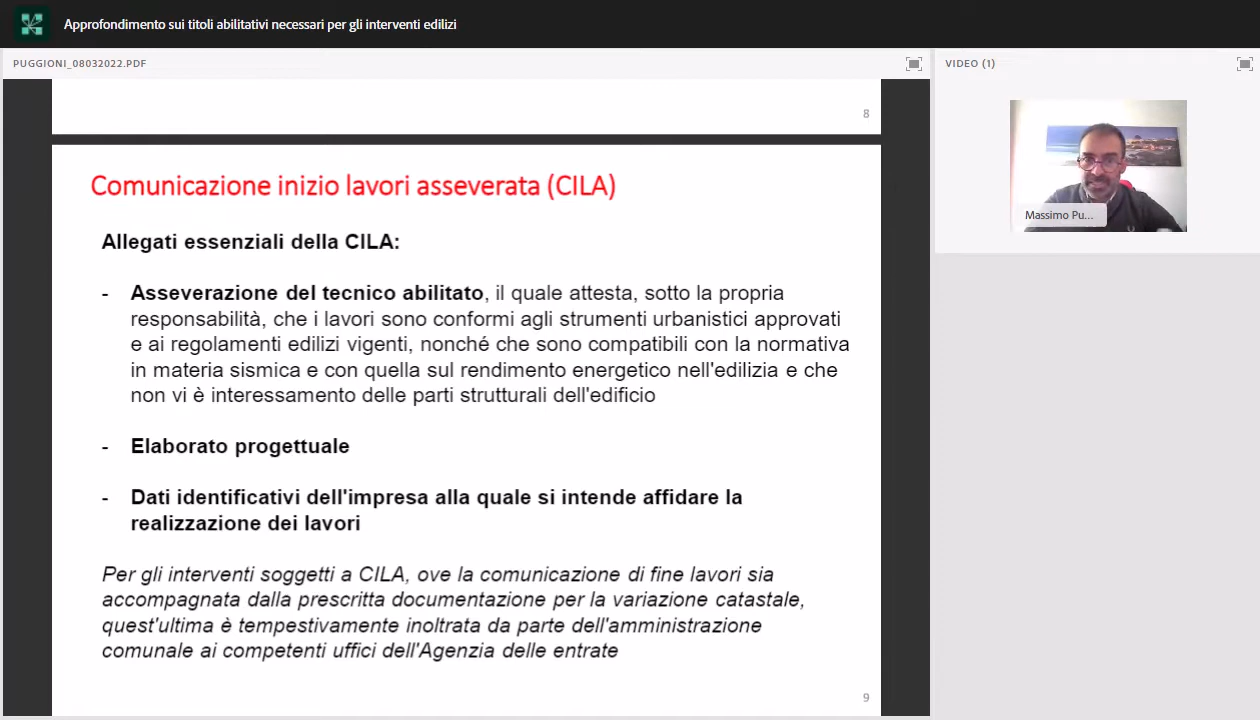 Approfondimento sui titoli abilitativi necessari per gli interventi edilizi
PUGGIONI_08032022.PDF
VIDEO (1)
8
Comunicazione inizio lavori asseverata (CILA)
Allegati essenziali della CILA:
- Asseverazione del tecnico abilitato, il quale attesta, sotto la propria
responsabilità, che i lavori sono conformi agli strumenti urbanistici approvati
e ai regolamenti edilizi vigenti, nonché che sono compatibili con la normativa
in materia sismica e con quella sul rendimento energetico nell'edilizia e che
non vi è interessamento delle parti strutturali dell'edificio
- Elaborato progettuale
- Dati identificativi dell'impresa alla quale si intende affidare la
realizzazione dei lavori
Per gli interventi soggetti a CILA, ove la comunicazione di fine lavori sia
accompagnata dalla prescritta documentazione per la variazione catastale,
quest'ultima è tempestivamente inoltrata da parte dell'amministrazione
comunale ai competenti uffici dell'Agenzia delle entrate
9
Massimo Pu...